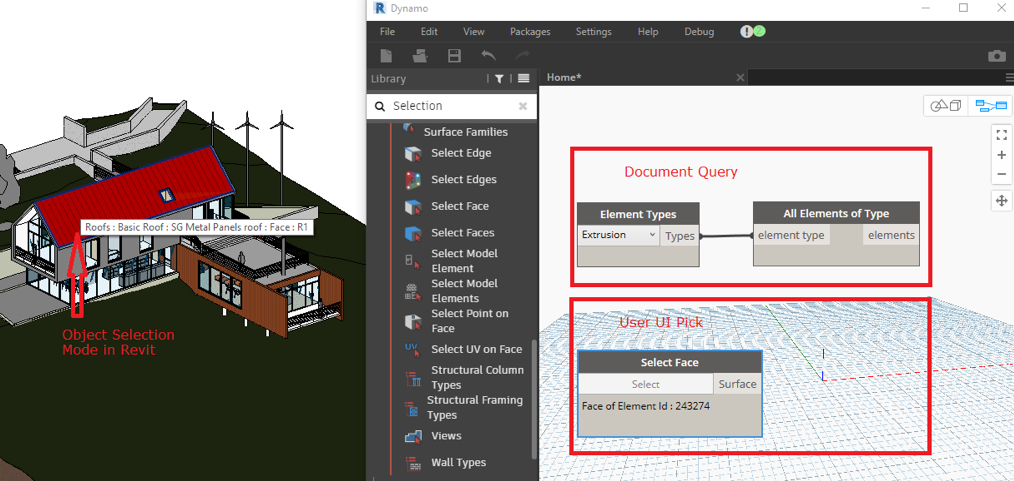 Dynamo
File Edit View Packages Settings Help Debug
Library
Home*
Selection
Surface Families
Select Edge
Select Edges
Select Face
Select Faces
Select Model
Element
Select Model
Elements
Select Point on
Face
Select UV on Face
Structural Column
Types
Structural Framing
Types
Views
Wall Types
Roofs : Basic Roof : SG Metal Panels roof : Face : R1
Object Selection
Mode in Revit
Document Query
Element Types
Extrusion
Types
All Elements of Type
element type elements
User UI Pick
Select Face
Select Surface
Face of Element Id : 243274